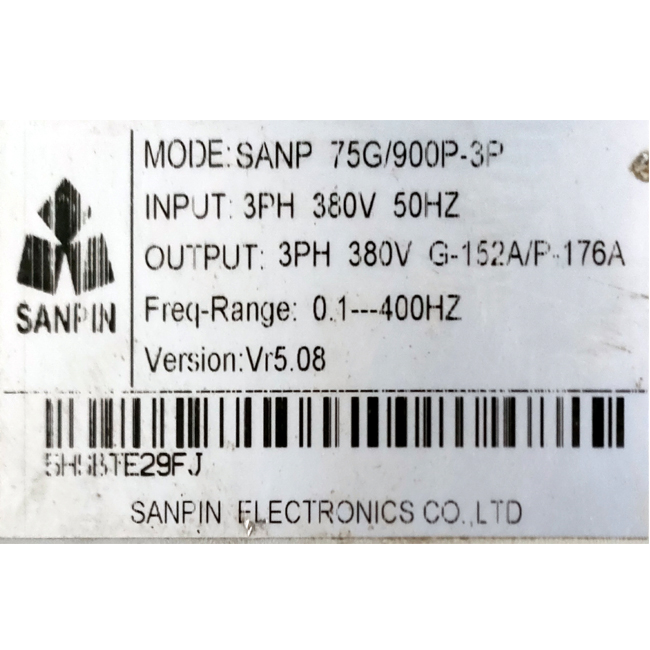 MODE:SANP 75G/900P-3P
INPUT: 3PH 380V 50HZ
OUTPUT: 3PH 380V G-152A/P-176A
SANPIN
Freq-Range: 0.1---400HZ
Version:Vr5.08
5H5BTE29FJ
SANPIN ELECTRONICS CO.,LTD